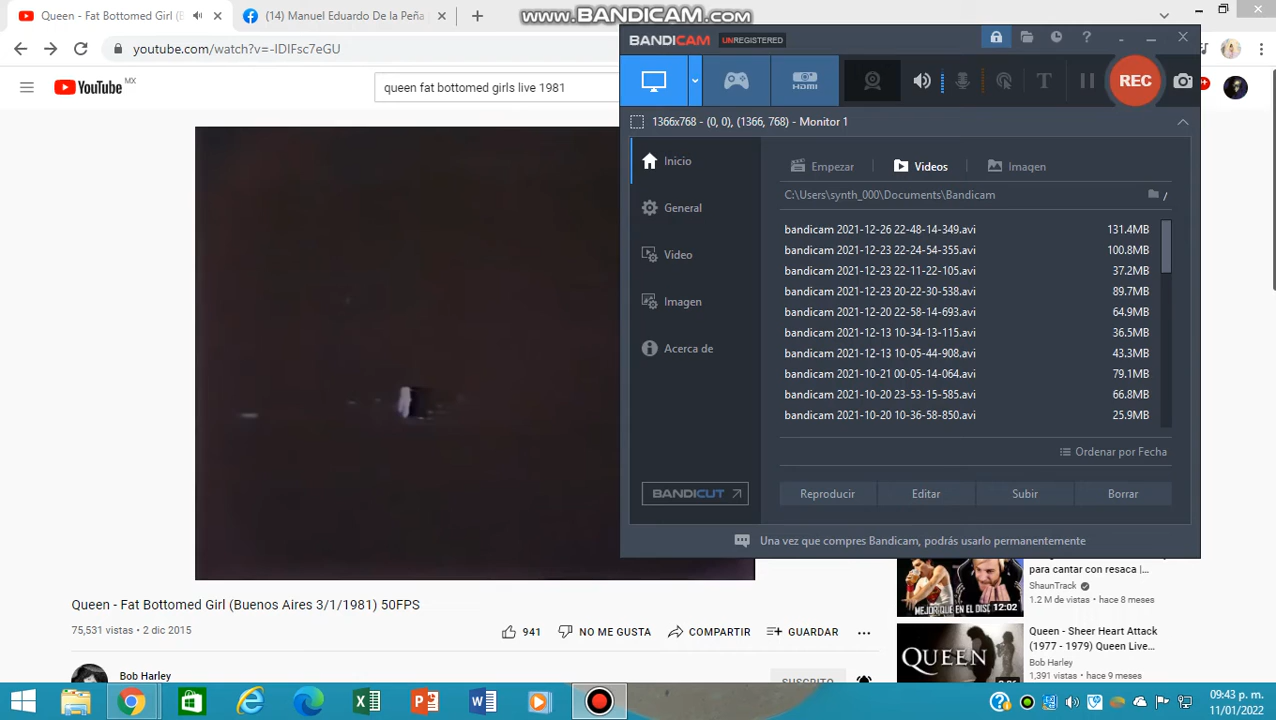 www.BANDICAM.com
Queen - Fat Bottomed Girl (
(14) Manuel Eduardo De la Peña
youtube.com/watch?v=-IDIFsc7eGU
YouTube MX
queen fat bottomed girls live 1981
BANDICAM UNREGISTERED
HDMI
REC
1366x768 - (0, 0), (1366, 768) - Monitor 1
Inicio
General
Video
Imagen
Acerca de
BANDICUT
Empezar
Videos
Imagen
C:\Users\synth_000\Documents\Bandicam
bandicam 2021-12-26 22-48-14-349.avi 131.4MB
bandicam 2021-12-23 22-24-54-355.avi 100.8MB
bandicam 2021-12-23 22-11-22-105.avi 37.2MB
bandicam 2021-12-23 20-22-30-538.avi 89.7MB
bandicam 2021-12-20 22-58-14-693.avi 64.9MB
bandicam 2021-12-13 10-34-13-115.avi 36.5MB
bandicam 2021-12-13 10-05-44-908.avi 43.3MB
bandicam 2021-10-21 00-05-14-064.avi 79.1MB
bandicam 2021-10-20 23-53-15-585.avi 66.8MB
bandicam 2021-10-20 10-36-58-850.avi 25.9MB
Ordenar por Fecha
Reproducir
Editar
Subir
Borrar
Una vez que compres Bandicam, podrás usarlo permanentemente
Queen - Fat Bottomed Girl (Buenos Aires 3/1/1981) 50FPS
75,531 vistas • 2 dic 2015
941
NO ME GUSTA
COMPARTIR
GUARDAR
Bob Harley
SUSCRITO
para cantar con resaca |...
ShaunTrack
1.2 M de vistas • hace 8 meses
MEJOR QUE EN EL DISC
12:02
Queen - Sheer Heart Attack
(1977 - 1979) Queen Live...
Bob Harley
1,391 vistas • hace 9 meses
QUEEN
09:43 p. m.
11/01/2022